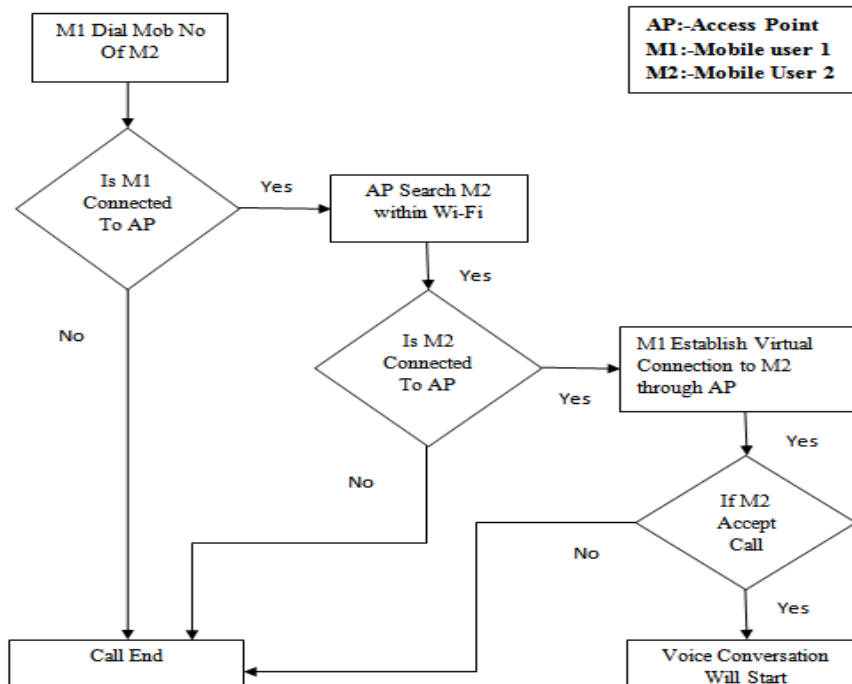 M1 Dial Mob No
Of M2
AP:-Access Point
M1:-Mobile user 1
M2:-Mobile User 2
Is M1
Connected
To AP
Yes
AP Search M2
within Wi-Fi
Yes
No
Is M2
Connected
To AP
Yes
M1 Establish Virtual
Connection to M2
through AP
Yes
No
If M2
Accept
Call
No
Yes
Call End
Voice Conversation
Will Start